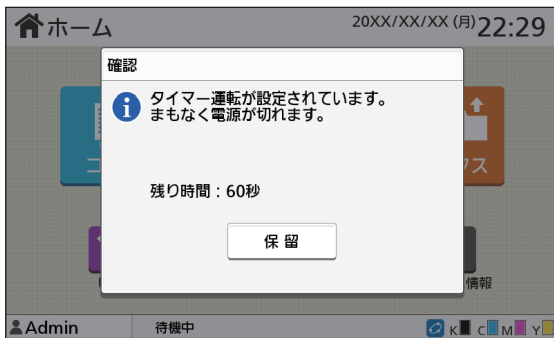 ホーム
20XX/XX/XX (月)22:29
確認
タイマー運転が設定されています。
まもなく電源が切れます。
残り時間：60秒
保留
情報
Admin
待機中
K C M Y